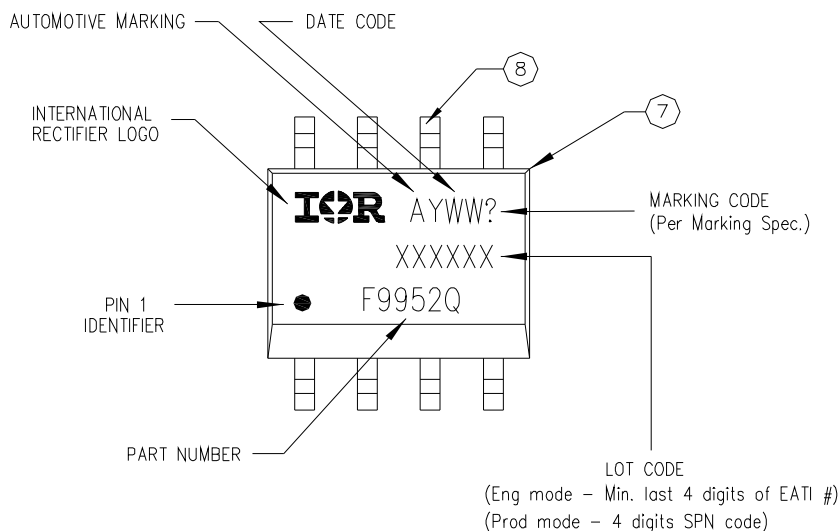 AUTOMOTIVE MARKING
DATE CODE
8
INTERNATIONAL
RECTIFIER LOGO
7
IOR
AYWW?
MARKING CODE
(Per Marking Spec.)
XXXXXX
PIN 1
IDENTIFIER
F9952Q
PART NUMBER
LOT CODE
(Eng mode – Min. last 4 digits of EATI #)
(Prod mode – 4 digits SPN code)